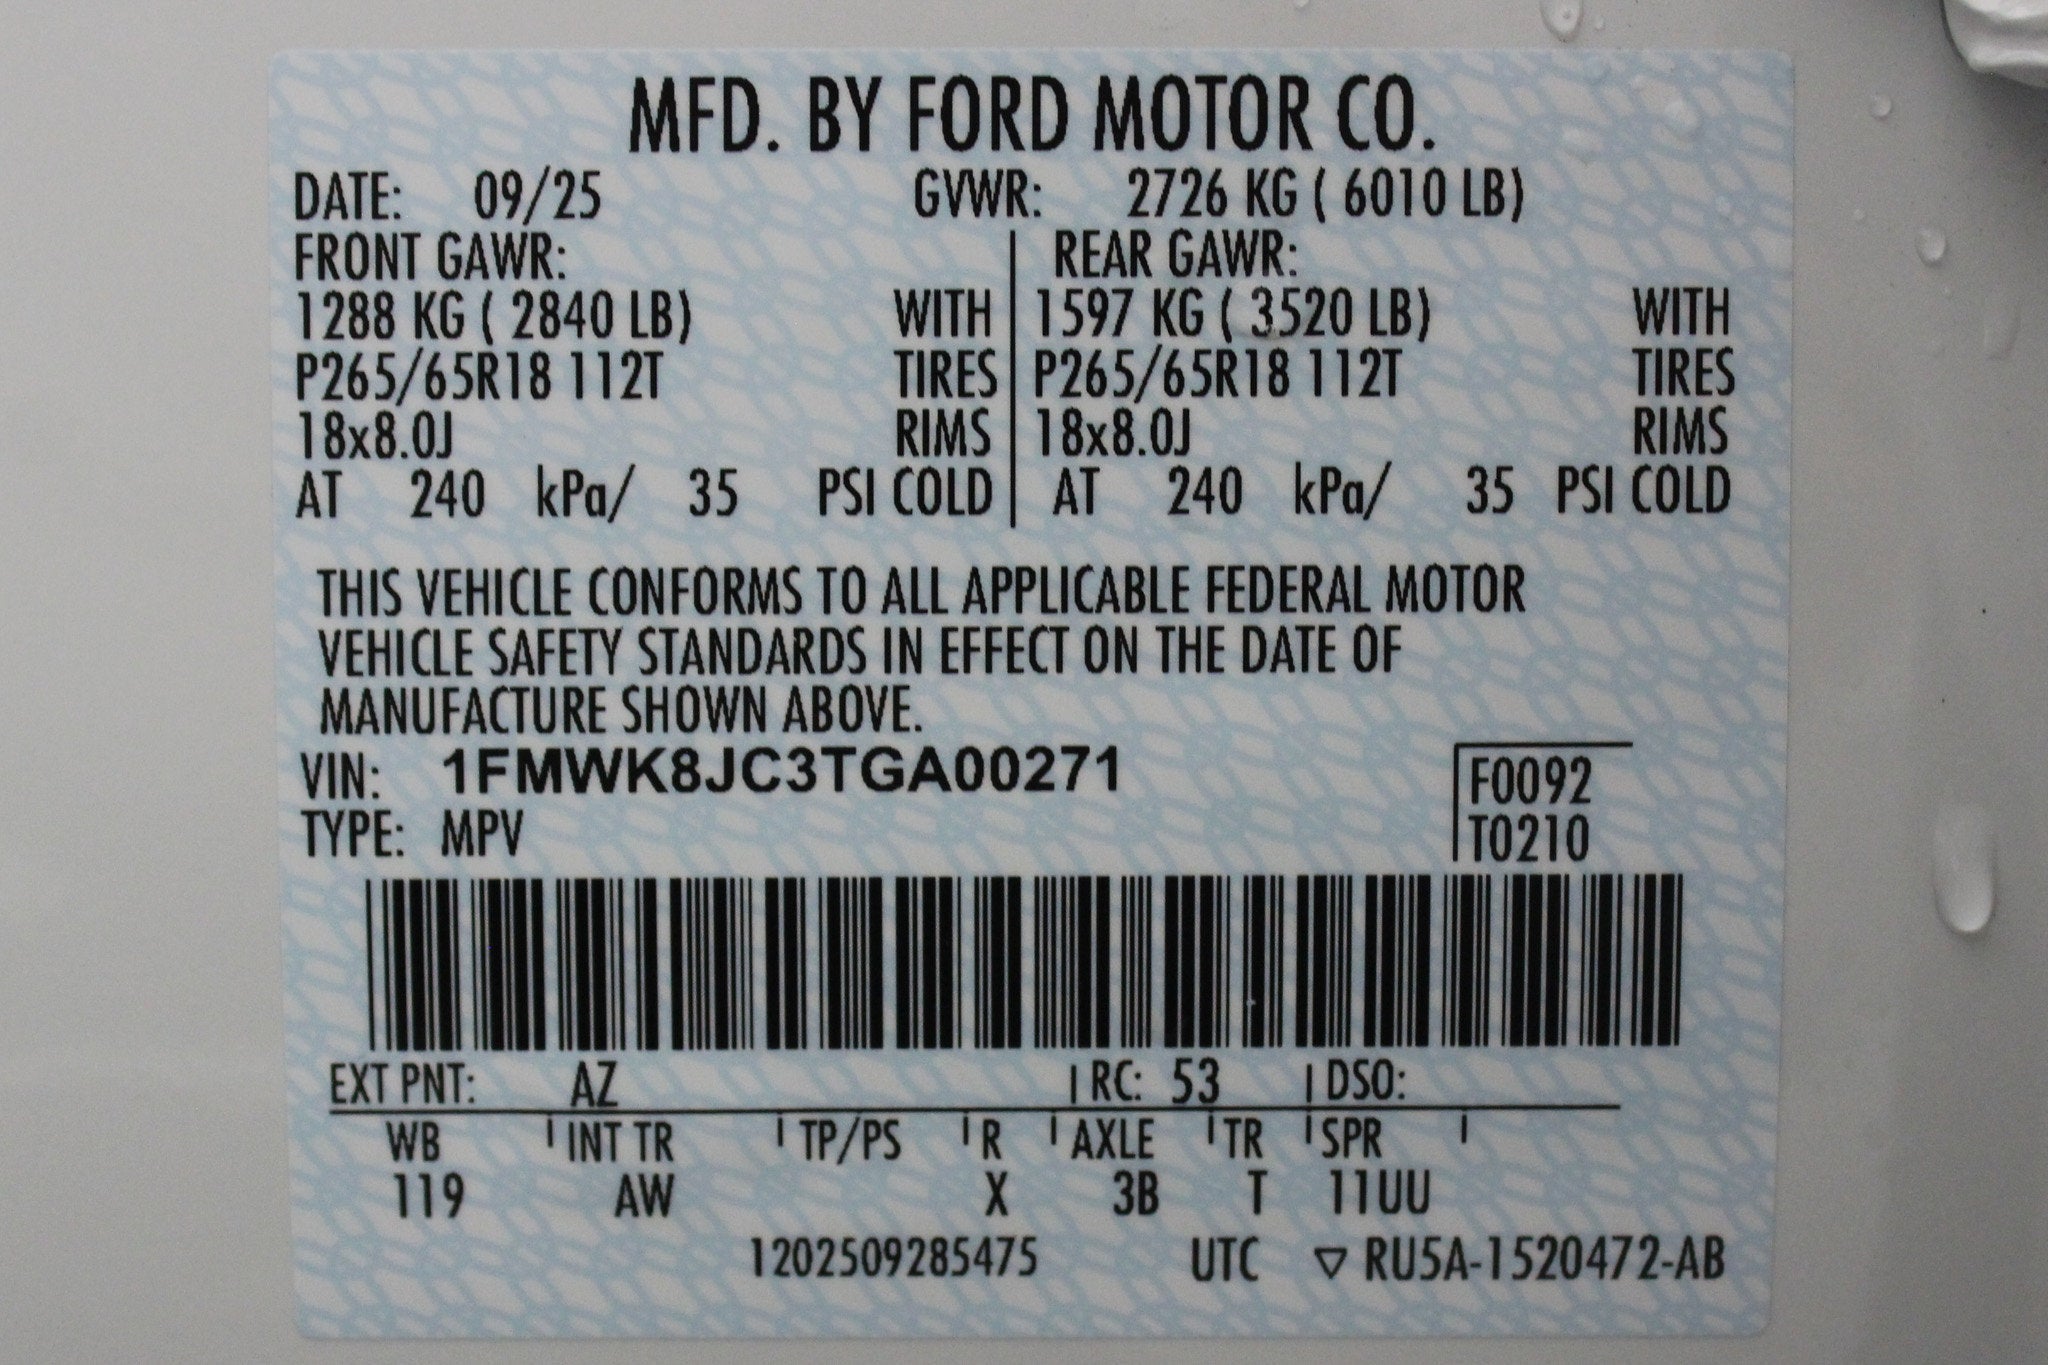 MFD. BY FORD MOTOR CO.
DATE: 09/25 GVWR: 2726 KG ( 6010 LB)
FRONT GAWR: REAR GAWR:
1288 KG ( 2840 LB) WITH 1597 KG ( 3520 LB) WITH
P265/65R18 112T TIRES P265/65R18 112T TIRES
18x8.0J RIMS 18x8.0J RIMS
AT 240 kPa/ 35 PSI COLD AT 240 kPa/ 35 PSI COLD
THIS VEHICLE CONFORMS TO ALL APPLICABLE FEDERAL MOTOR
VEHICLE SAFETY STANDARDS IN EFFECT ON THE DATE OF
MANUFACTURE SHOWN ABOVE.
VIN: 1FMWK8JC3TGA00271 F0092
TYPE: MPV T0210
EXT PNT: AZ RC: 53 DSO:
WB INT TR TP/PS R AXLE TR SPR
119 AW X 3B T 11UU
1202509285475 UTC ▽ RU5A-1520472-AB